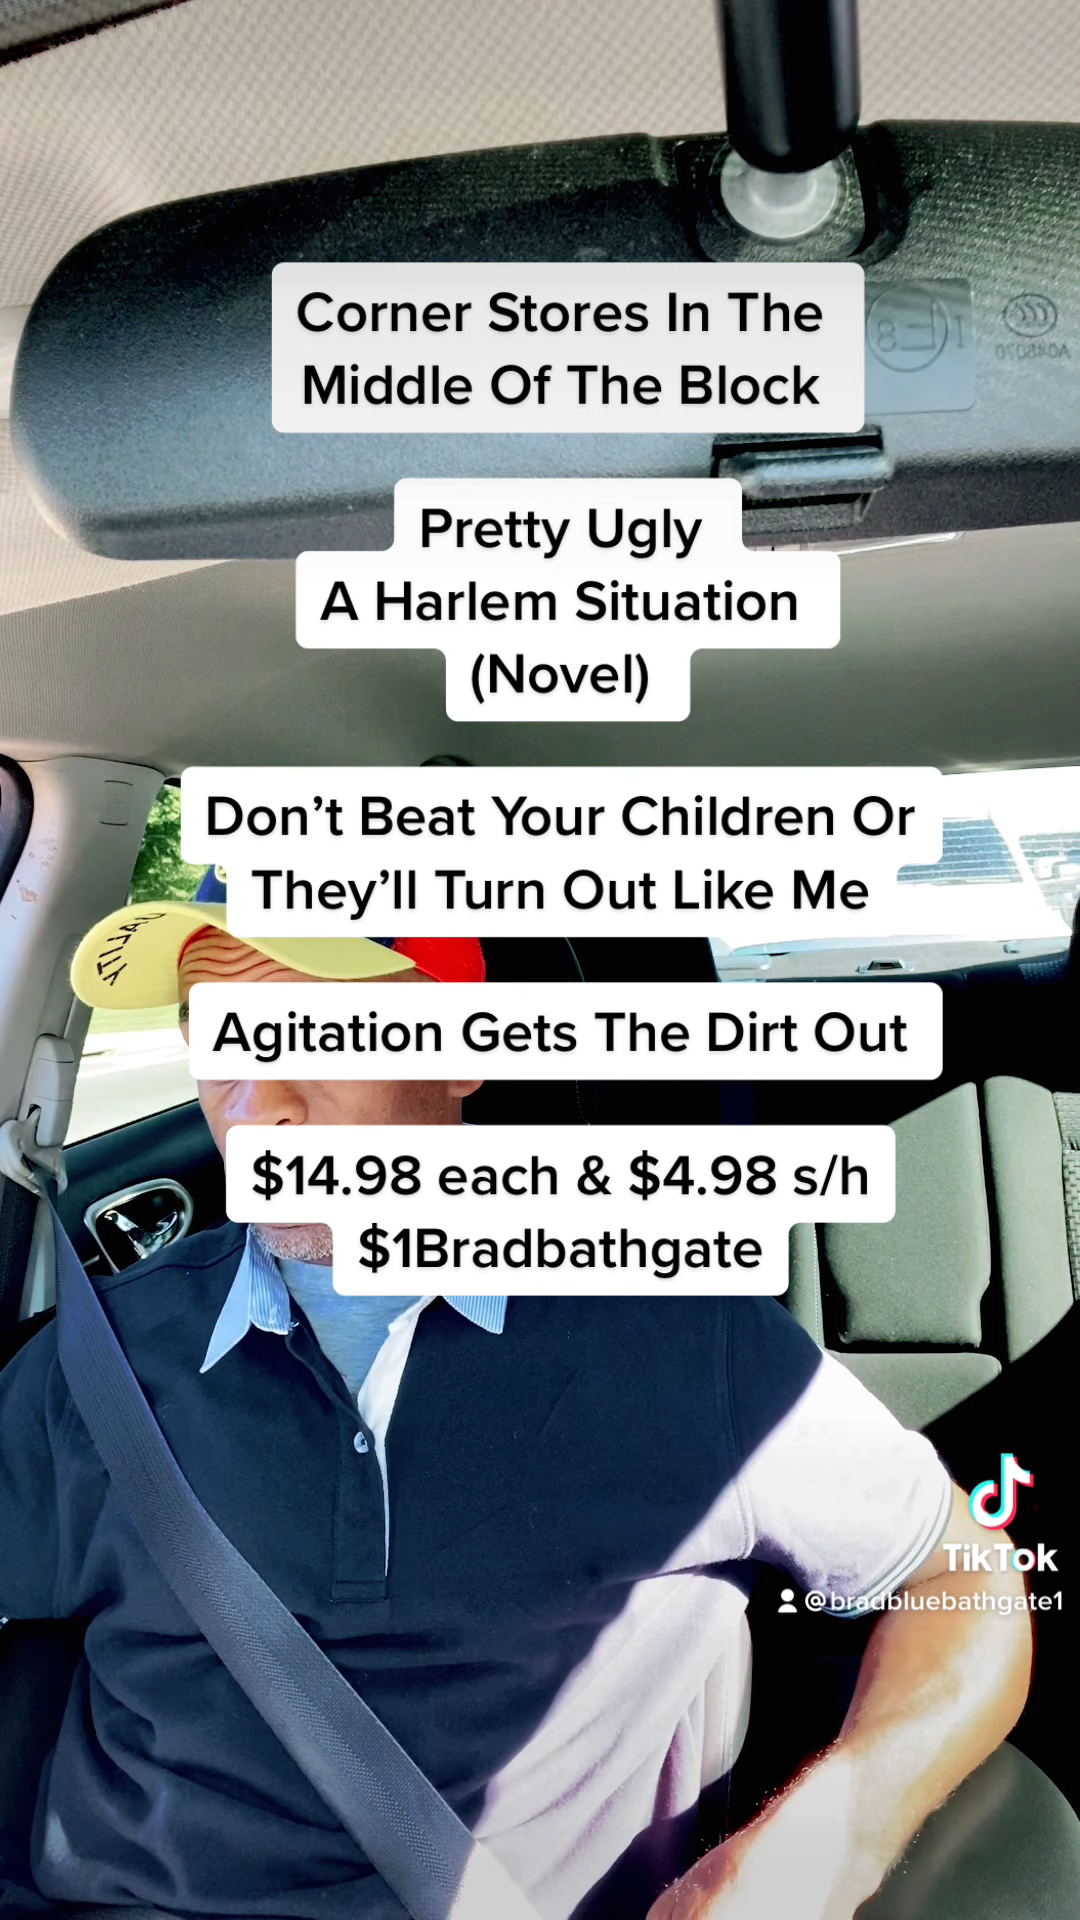 Corner Stores In The
Middle Of The Block
Pretty Ugly
A Harlem Situation
(Novel)
Don’t Beat Your Children Or
They’ll Turn Out Like Me
Agitation Gets The Dirt Out
$14.98 each & $4.98 s/h
$1Bradbathgate
TikTok
@bradbluebathgate1